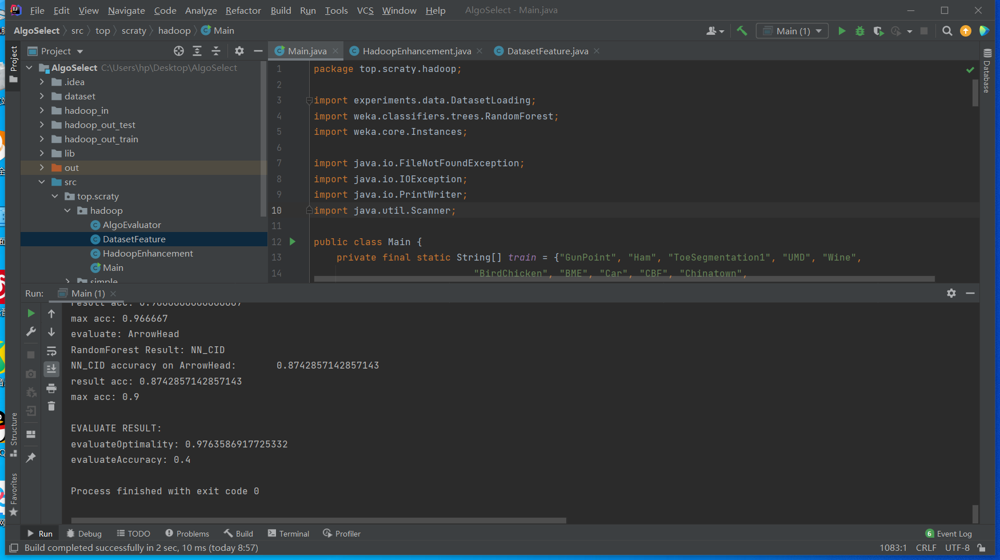 File Edit View Navigate Code Analyze Refactor Build Run Tools VCS Window Help AlgoSelect - Main.java
AlgoSelect src top scraty hadoop Main
Main (1)
Project
Main.java HadoopEnhancement.java DatasetFeature.java
Project
Database
AlgoSelect C:\Users\hp\Desktop\AlgoSelect
.idea
dataset
hadoop_in
hadoop_out_test
hadoop_out_train
lib
out
src
top.scraty
hadoop
AlgoEvaluator
DatasetFeature
HadoopEnhancement
Main
simple
1 package top.scraty.hadoop;
2
3 import experiments.data.DatasetLoading;
4 import weka.classifiers.trees.RandomForest;
5 import weka.core.Instances;
6
7 import java.io.FileNotFoundException;
8 import java.io.IOException;
9 import java.io.PrintWriter;
10 import java.util.Scanner;
11
12 public class Main {
13 private final static String[] train = {"GunPoint", "Ham", "ToeSegmentation1", "UMD", "Wine",
14 "BirdChicken", "BME", "Car", "CBF", "Chinatown",
Run: Main (1)
result acc: 0.9666666666666667
max acc: 0.966667
evaluate: ArrowHead
RandomForest Result: NN_CID
NN_CID accuracy on ArrowHead: 0.8742857142857143
result acc: 0.8742857142857143
max acc: 0.9
EVALUATE RESULT:
evaluateOptimality: 0.9763586917725332
evaluateAccuracy: 0.4
Process finished with exit code 0
Structure
Favorites
Run Debug TODO Problems Build Terminal Profiler 6 Event Log
Build completed successfully in 2 sec, 10 ms (today 8:57) 1083:1 CRLF UTF-8